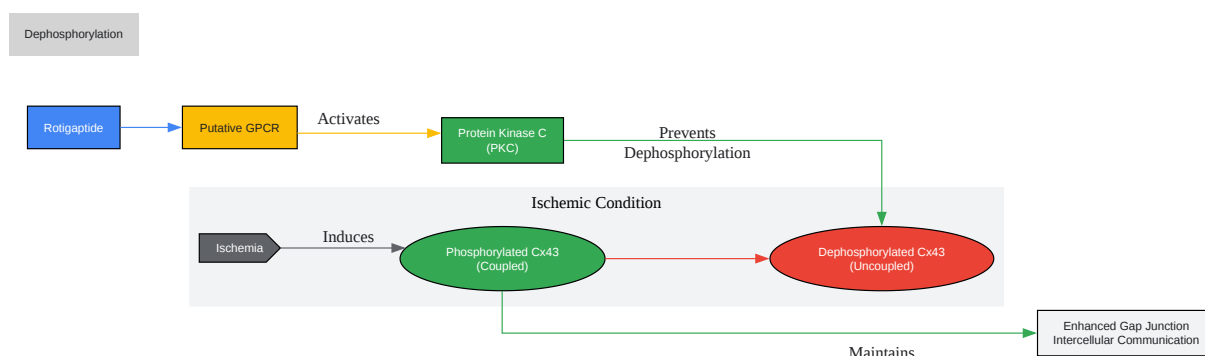 Dephosphorylation
Rotigaptide
Putative GPCR
Activates
Protein Kinase C
(PKC)
Prevents
Dephosphorylation
Ischemic Condition
Ischemia
Induces
Phosphorylated Cx43
(Coupled)
Dephosphorylated Cx43
(Uncoupled)
Enhanced Gap Junction
Intercellular Communication
Maintains